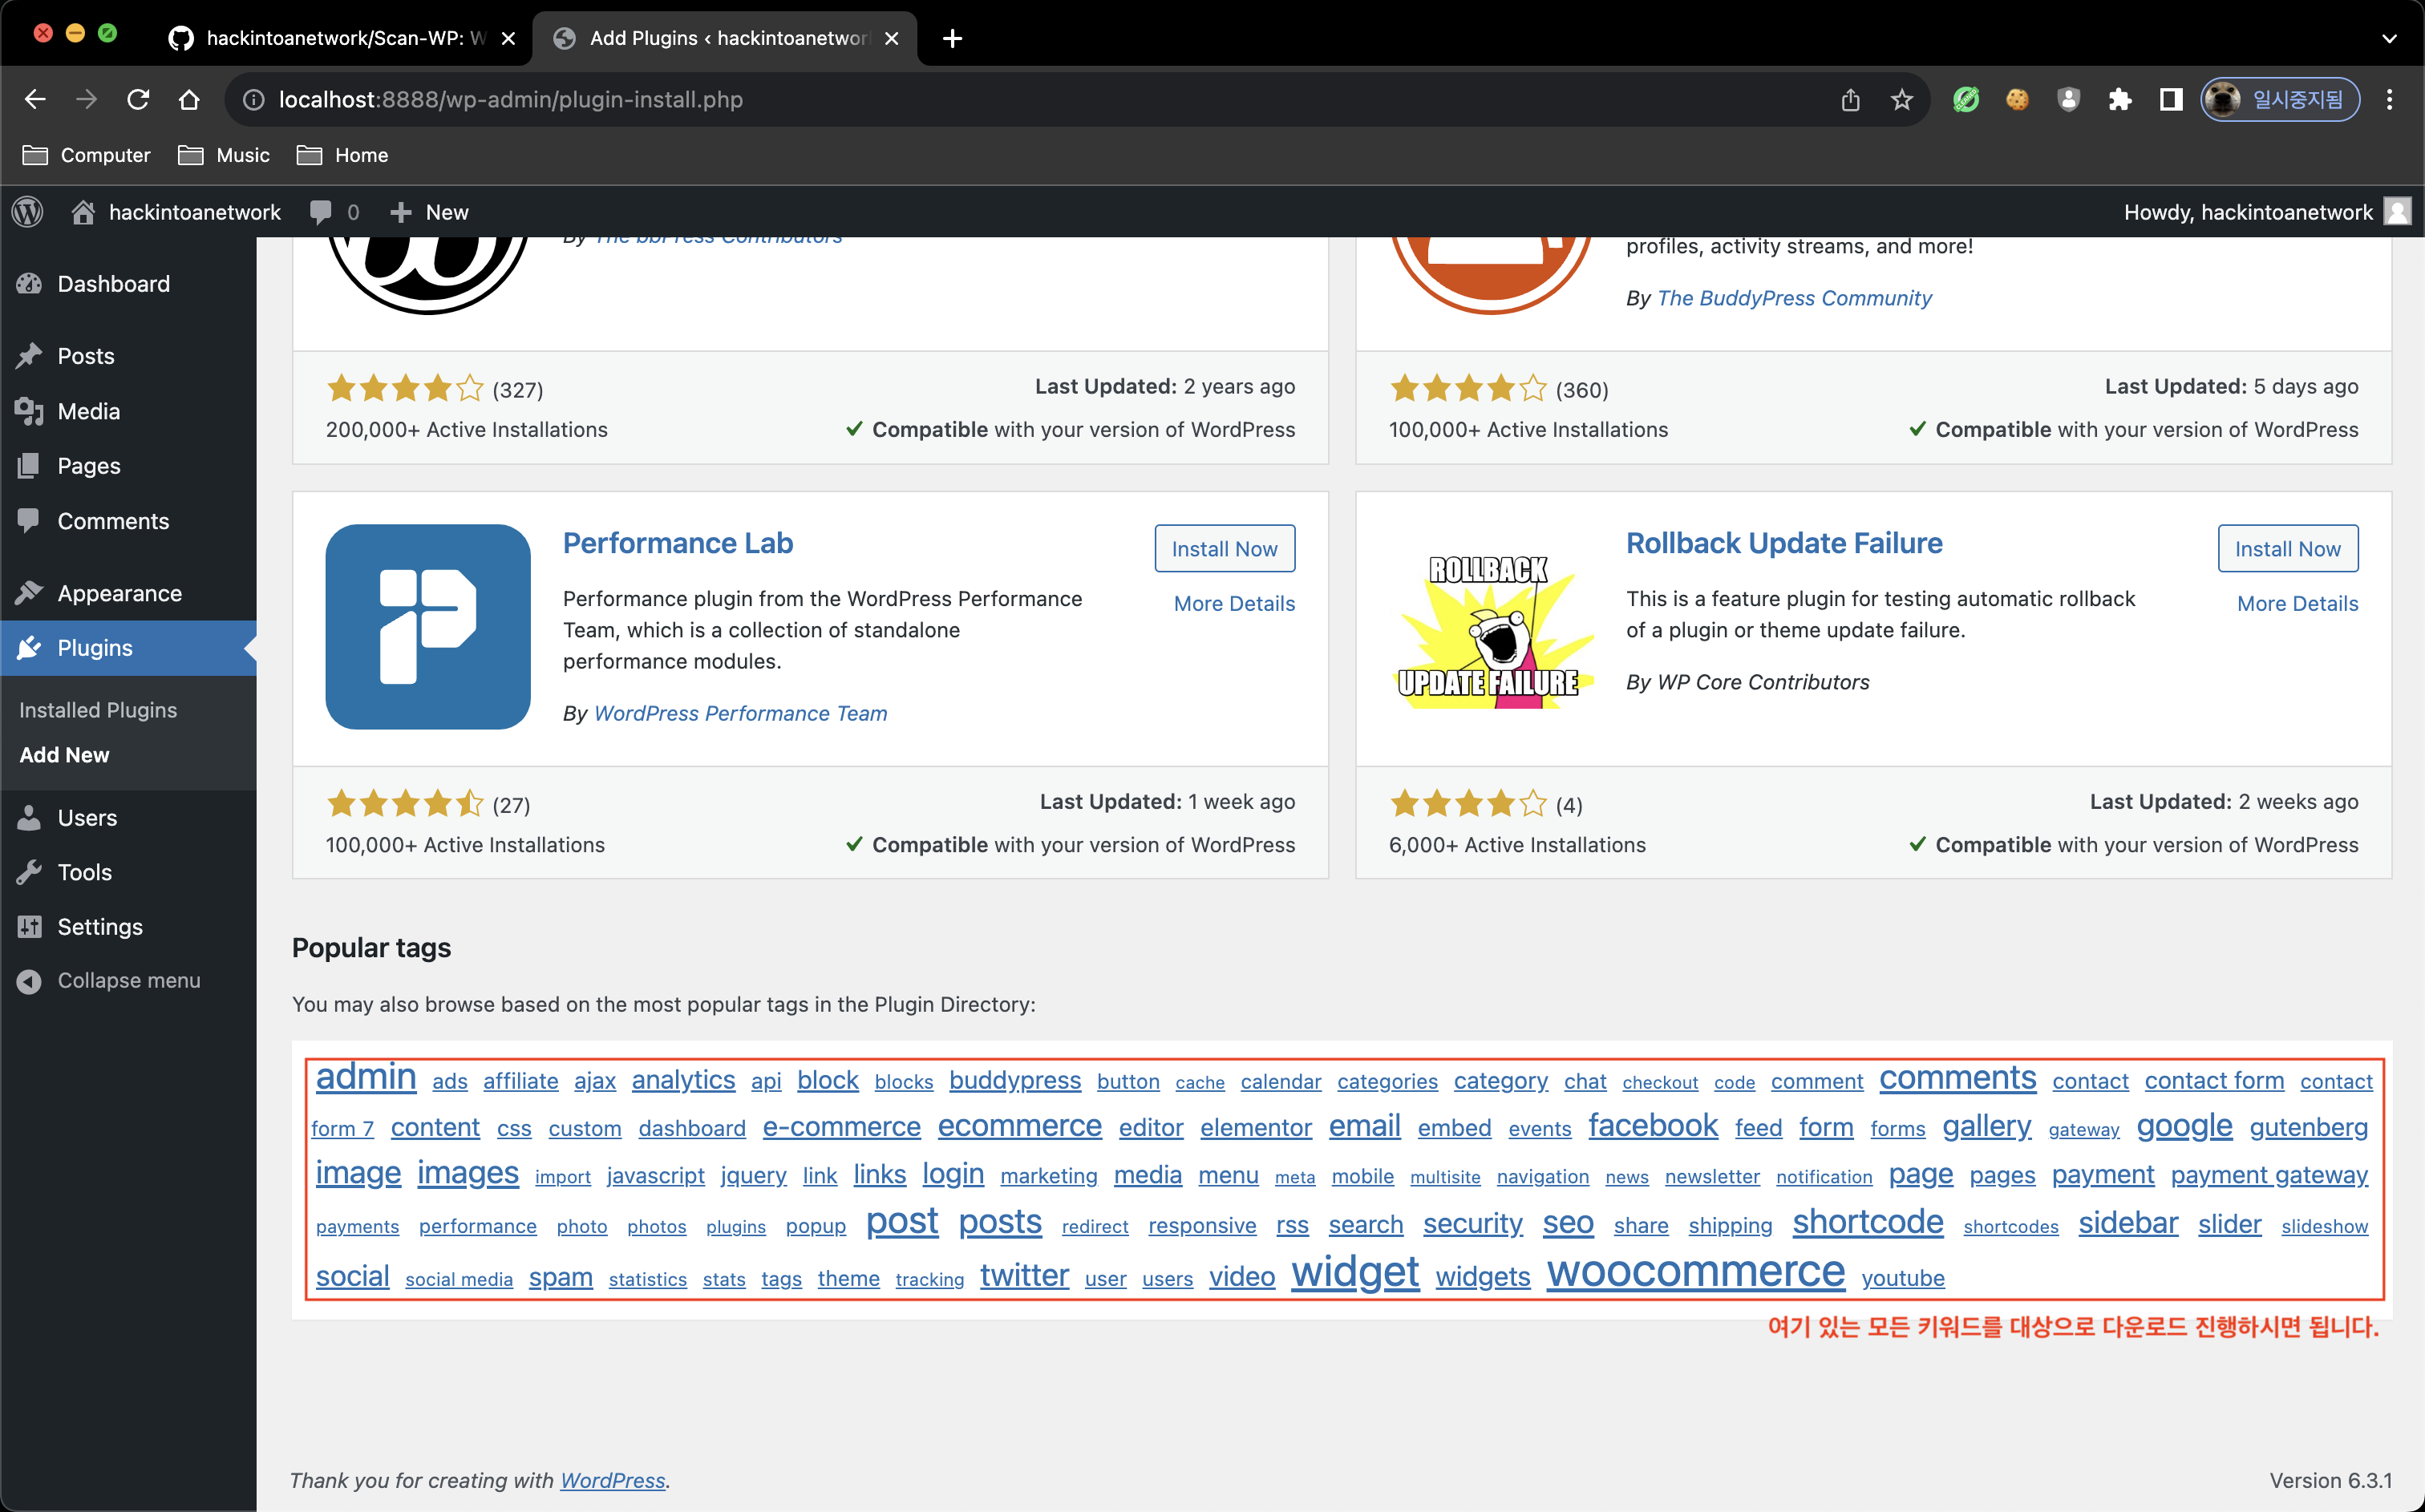 hackintoanetwork/Scan-WP: W
Add Plugins ‹ hackintoanetwor
localhost:8888/wp-admin/plugin-install.php
일시중지됨
Computer Music Home
hackintoanetwork 0 New
Howdy, hackintoanetwork
Dashboard
Posts
Media
Pages
Comments
Appearance
Plugins
Installed Plugins
Add New
Users
Tools
Settings
Collapse menu
By The bbPress Contributors
(327)
Last Updated: 2 years ago
200,000+ Active Installations
Compatible with your version of WordPress
profiles, activity streams, and more!
By The BuddyPress Community
(360)
Last Updated: 5 days ago
100,000+ Active Installations
Compatible with your version of WordPress
Performance Lab
Install Now
More Details
Performance plugin from the WordPress Performance
Team, which is a collection of standalone
performance modules.
By WordPress Performance Team
(27)
Last Updated: 1 week ago
100,000+ Active Installations
Compatible with your version of WordPress
ROLLBACK
UPDATE FAILURE
Rollback Update Failure
Install Now
More Details
This is a feature plugin for testing automatic rollback
of a plugin or theme update failure.
By WP Core Contributors
(4)
Last Updated: 2 weeks ago
6,000+ Active Installations
Compatible with your version of WordPress
Popular tags
You may also browse based on the most popular tags in the Plugin Directory:
admin ads affiliate ajax analytics api block blocks buddypress button cache calendar categories category chat checkout code comment comments contact contact form contact
form 7 content css custom dashboard e-commerce ecommerce editor elementor email embed events facebook feed form forms gallery gateway google gutenberg
image images import javascript jquery link links login marketing media menu meta mobile multisite navigation news newsletter notification page pages payment payment gateway
payments performance photo photos plugins popup post posts redirect responsive rss search security seo share shipping shortcode shortcodes sidebar slider slideshow
social social media spam statistics stats tags theme tracking twitter user users video widget widgets woocommerce youtube
여기 있는 모든 키워드를 대상으로 다운로드 진행하시면 됩니다.
Thank you for creating with WordPress.
Version 6.3.1